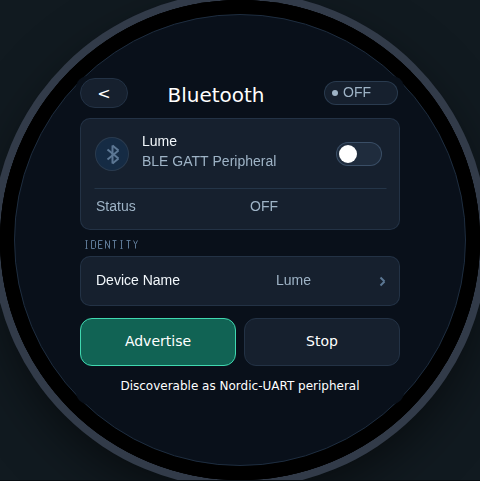 <
Bluetooth
OFF
Lume
BLE GATT Peripheral
Status OFF
IDENTITY
Device Name Lume ›
Advertise Stop
Discoverable as Nordic-UART peripheral